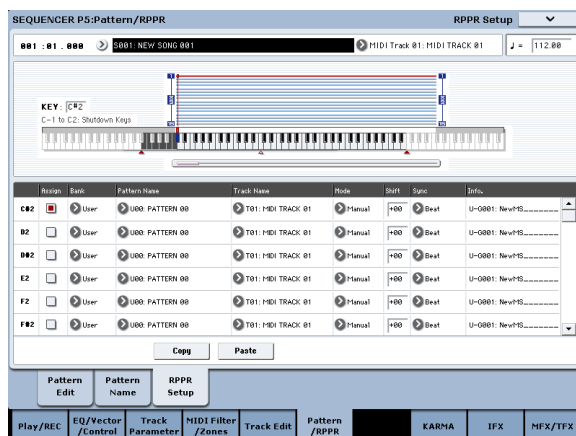 SEQUENCER P5:Pattern/RPPR RPPR Setup
001 :01 . 000 S001: NEW SONG 001 MIDI Track 01: MIDI TRACK 01 ♩ = 112.00
KEY: C#2
C-1 to C2: Shutdown Keys
Assign Bank Pattern Name Track Name Mode Shift Sync Info.
C#2 User U00: PATTERN 00 T01: MIDI TRACK 01 Manual +00 Beat U-G001: NewMS_______
D2 User U00: PATTERN 00 T01: MIDI TRACK 01 Manual +00 Beat U-G001: NewMS_______
D#2 User U00: PATTERN 00 T01: MIDI TRACK 01 Manual +00 Beat U-G001: NewMS_______
E2 User U00: PATTERN 00 T01: MIDI TRACK 01 Manual +00 Beat U-G001: NewMS_______
F2 User U00: PATTERN 00 T01: MIDI TRACK 01 Manual +00 Beat U-G001: NewMS_______
F#2 User U00: PATTERN 00 T01: MIDI TRACK 01 Manual +00 Beat U-G001: NewMS_______
Copy Paste
Pattern Edit Pattern Name RPPR Setup
Play/REC EQ/Vector /Control Track Parameter MIDI Filter /Zones Track Edit Pattern /RPPR KARMA IFX MFX/TFX